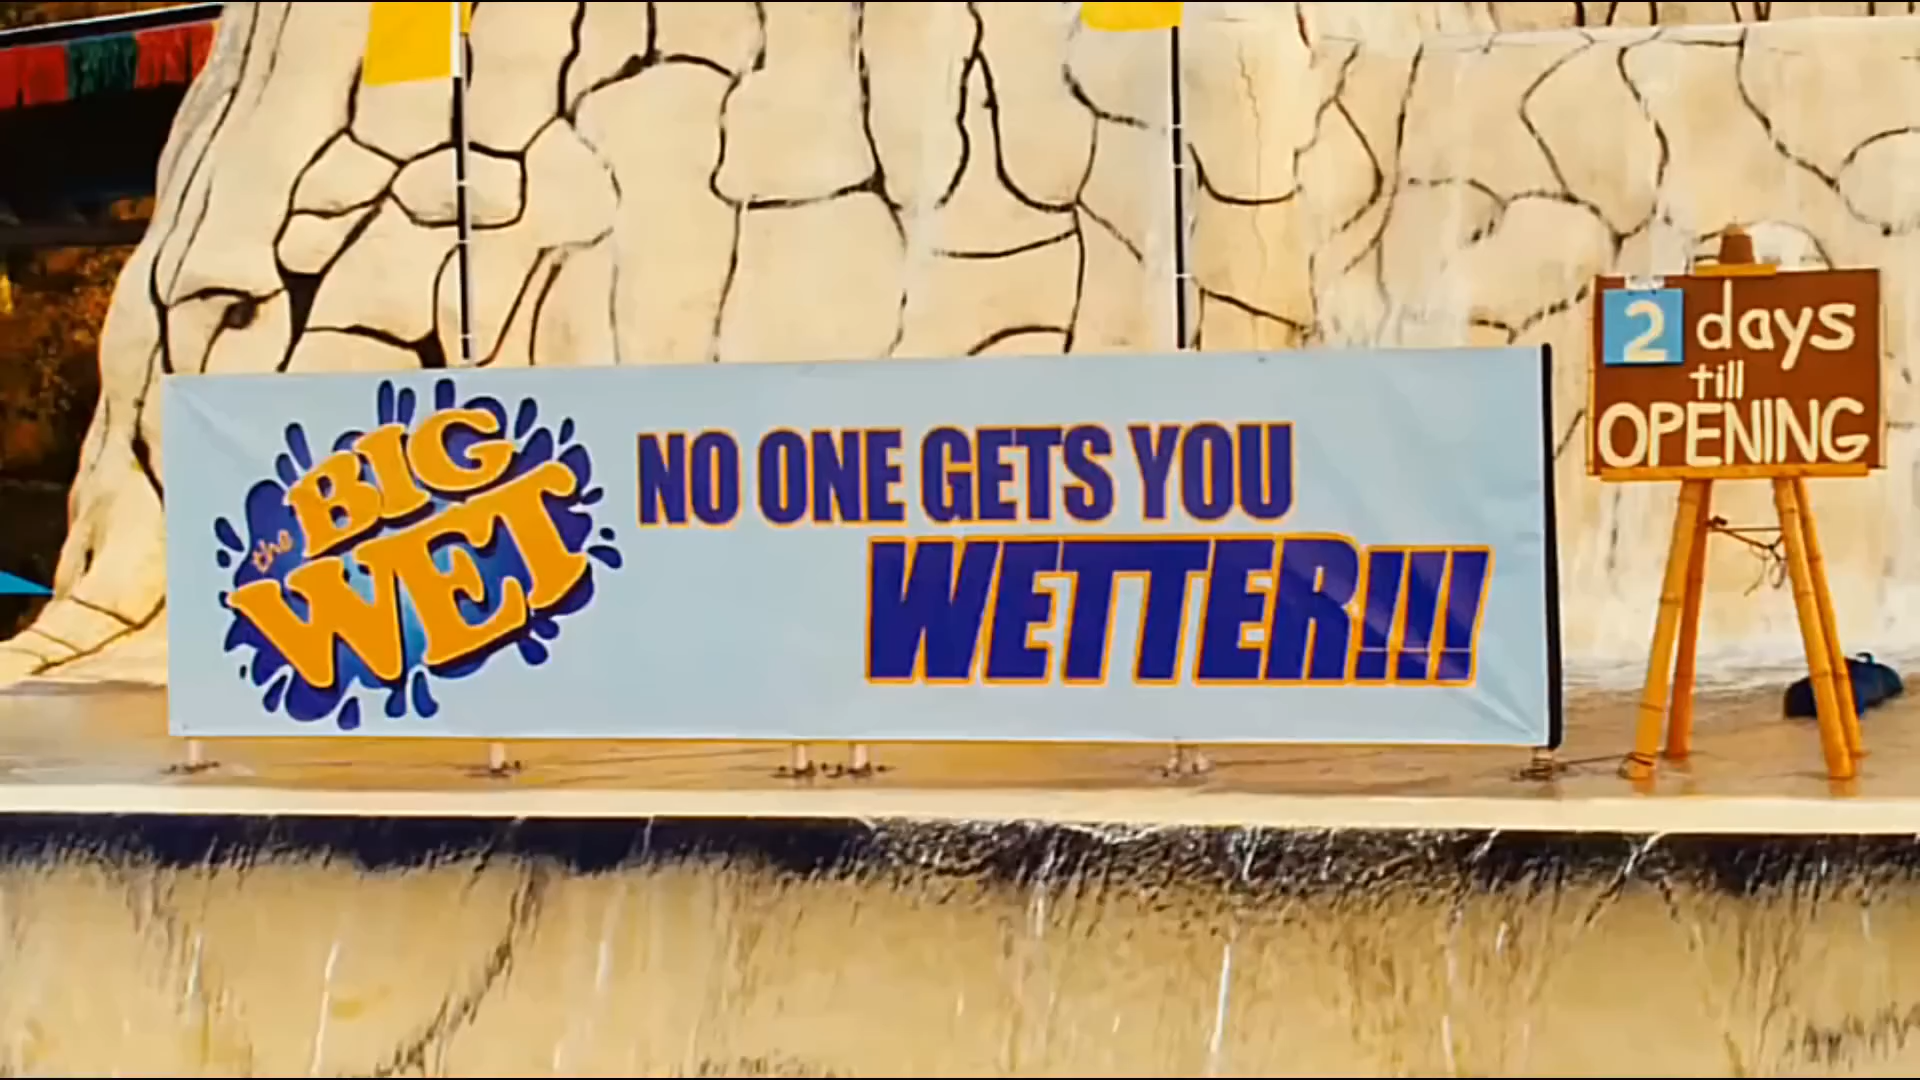 the BIG
WET
NO ONE GETS YOU
WETTER!!!
2 days
till
OPENING